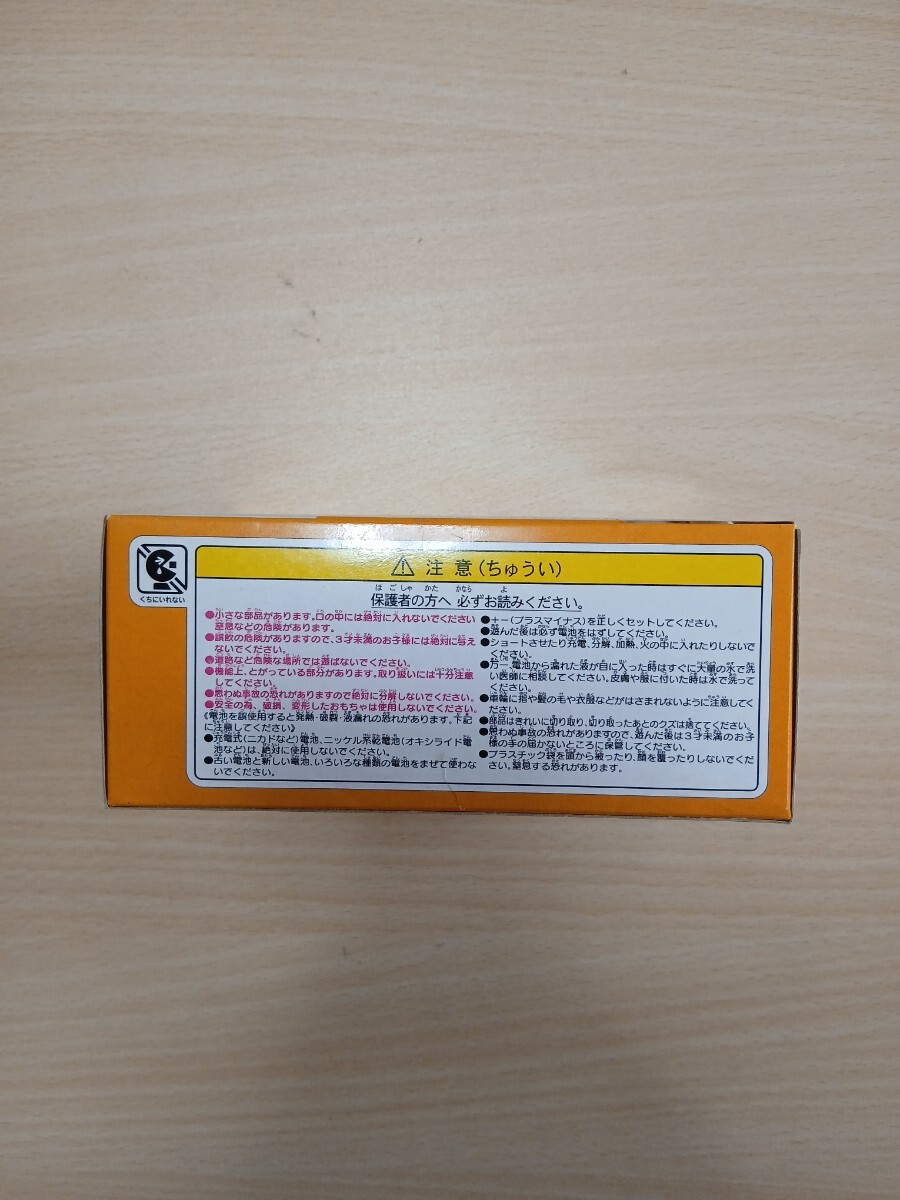 くちにいれない
⚠ 注意(ちゅうい)
保護者の方へ 必ずお読みください。
●小さな部品があります。口の中には絶対に入れないでください
窒息などの危険があります。
●誤飲の危険がありますので、3才未満のお子様には絶対に与え
ないでください。
●道路など危険な場所では遊ばないでください。
●機能上、とがっている部分があります。取り扱いには十分注意
してください。
●思わぬ事故の恐れがありますので絶対に分解しないでください。
●安全の為、破損、変形したおもちゃは使用しないでください。
《電池を誤使用すると発熱・破裂・液漏れの恐れがあります。下記
に注意してください》
●充電式(ニカドなど)電池、ニッケル系乾電池(オキシライド電
池など)は、絶対に使用しないでください。
●古い電池と新しい電池、いろいろな種類の電池をまぜて使わな
いでください。
●+-(プラスマイナス)を正しくセットしてください。
●遊んだ後は必ず電池をはずしてください。
●ショートさせたり充電、分解、加熱、火の中に入れたりしないで
ください。
●万一、電池から漏れた液が目に入った時はすぐに大量の水で洗
い医師に相談してください。皮膚や服に付いた時は水で洗って
ください。
●車輪に指や髪の毛や衣服などがはさまれないように注意してく
ださい。
●部品はきれいに切り取り、切り取ったあとのクズは捨ててください。
●思わぬ事故の恐れがありますので、遊んだ後は3才未満のお子
様の手の届かないところに保管してください。
●プラスチック袋を頭から被ったり、顔を覆ったりしないでくだ
さい。窒息する恐れがあります。